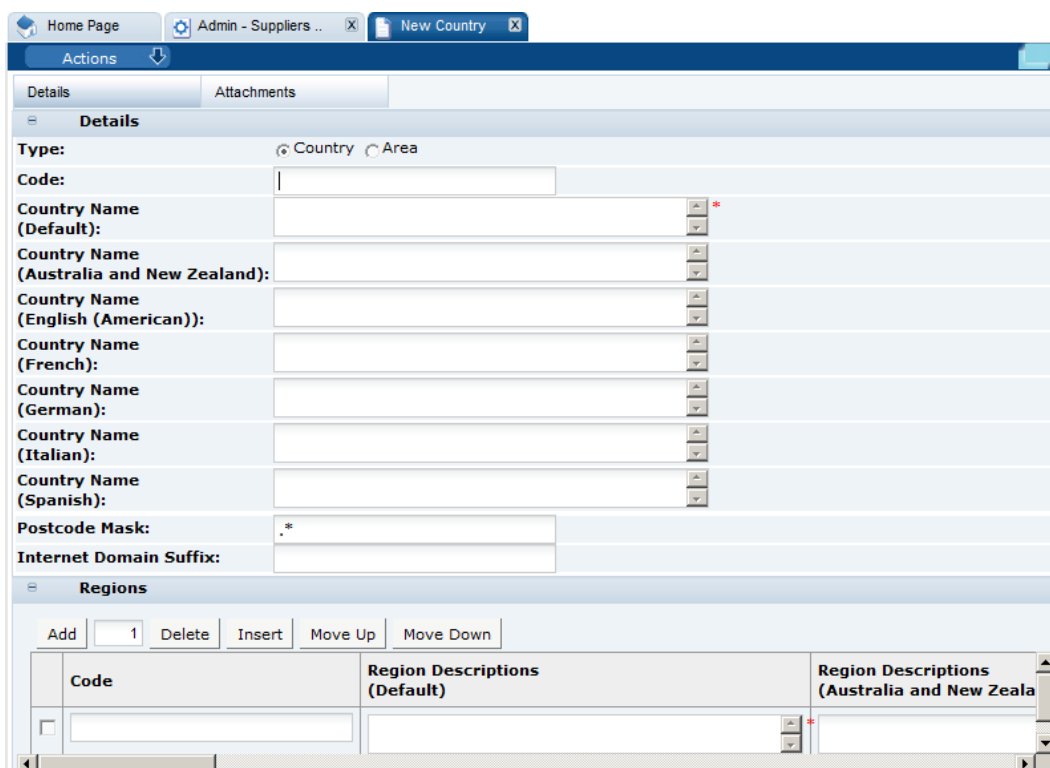 Home Page
Admin - Suppliers ..
New Country
Actions
Details
Attachments
Details
Type:
Country
Area
Code:
Country Name
(Default):
*
Country Name
(Australia and New Zealand):
Country Name
(English (American)):
Country Name
(French):
Country Name
(German):
Country Name
(Italian):
Country Name
(Spanish):
Postcode Mask:
.*
Internet Domain Suffix:
Regions
Add
1
Delete
Insert
Move Up
Move Down
Code
Region Descriptions
(Default)
Region Descriptions
(Australia and New Zeala
*